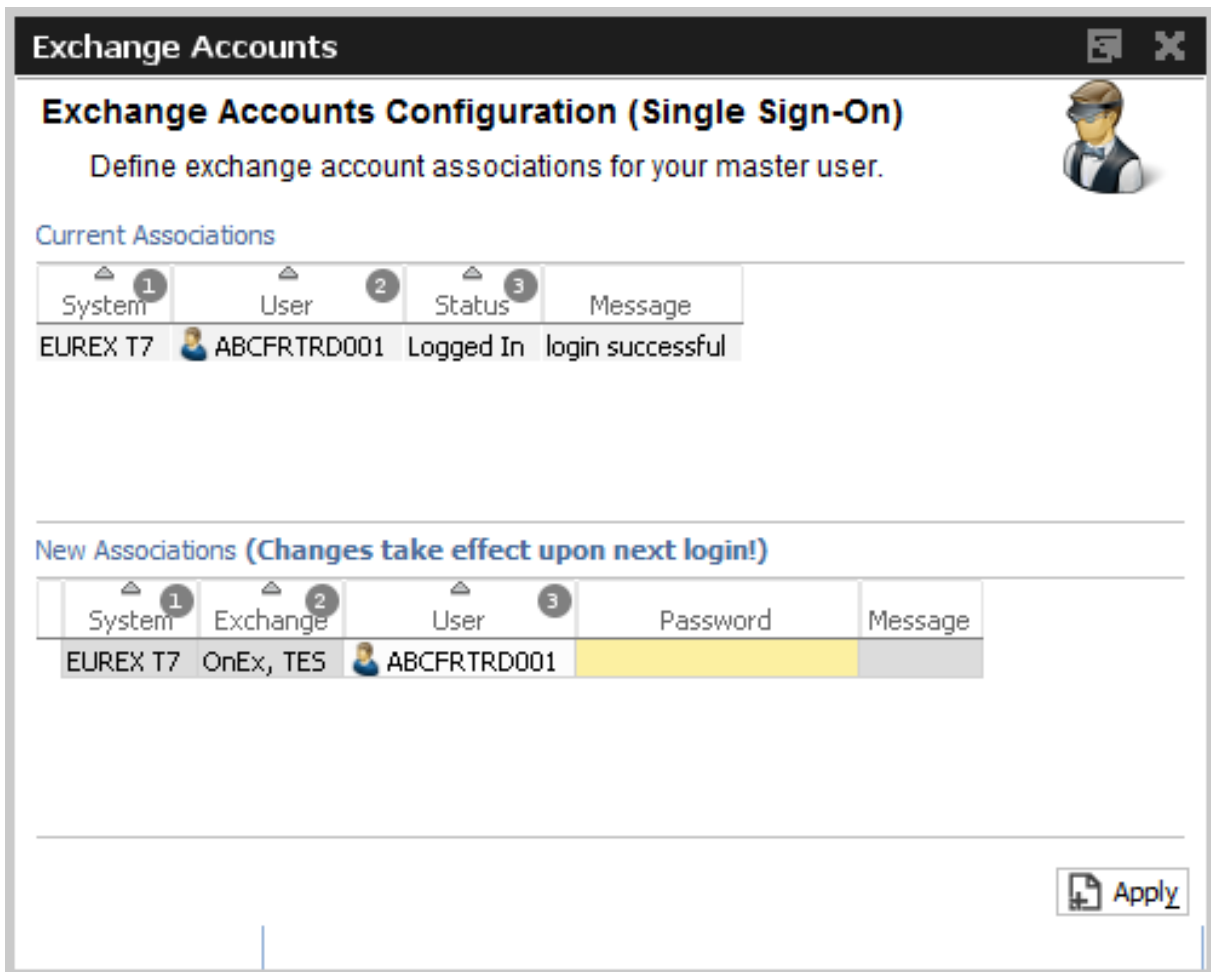 Exchange Accounts
Exchange Accounts Configuration (Single Sign-On)
Define exchange account associations for your master user.
Current Associations
System 1 User 2 Status 3 Message
EUREX T7 ABCFRTRD001 Logged In login successful
New Associations (Changes take effect upon next login!)
System 1 Exchange 2 User 3 Password Message
EUREX T7 OnEx, TES ABCFRTRD001
Apply